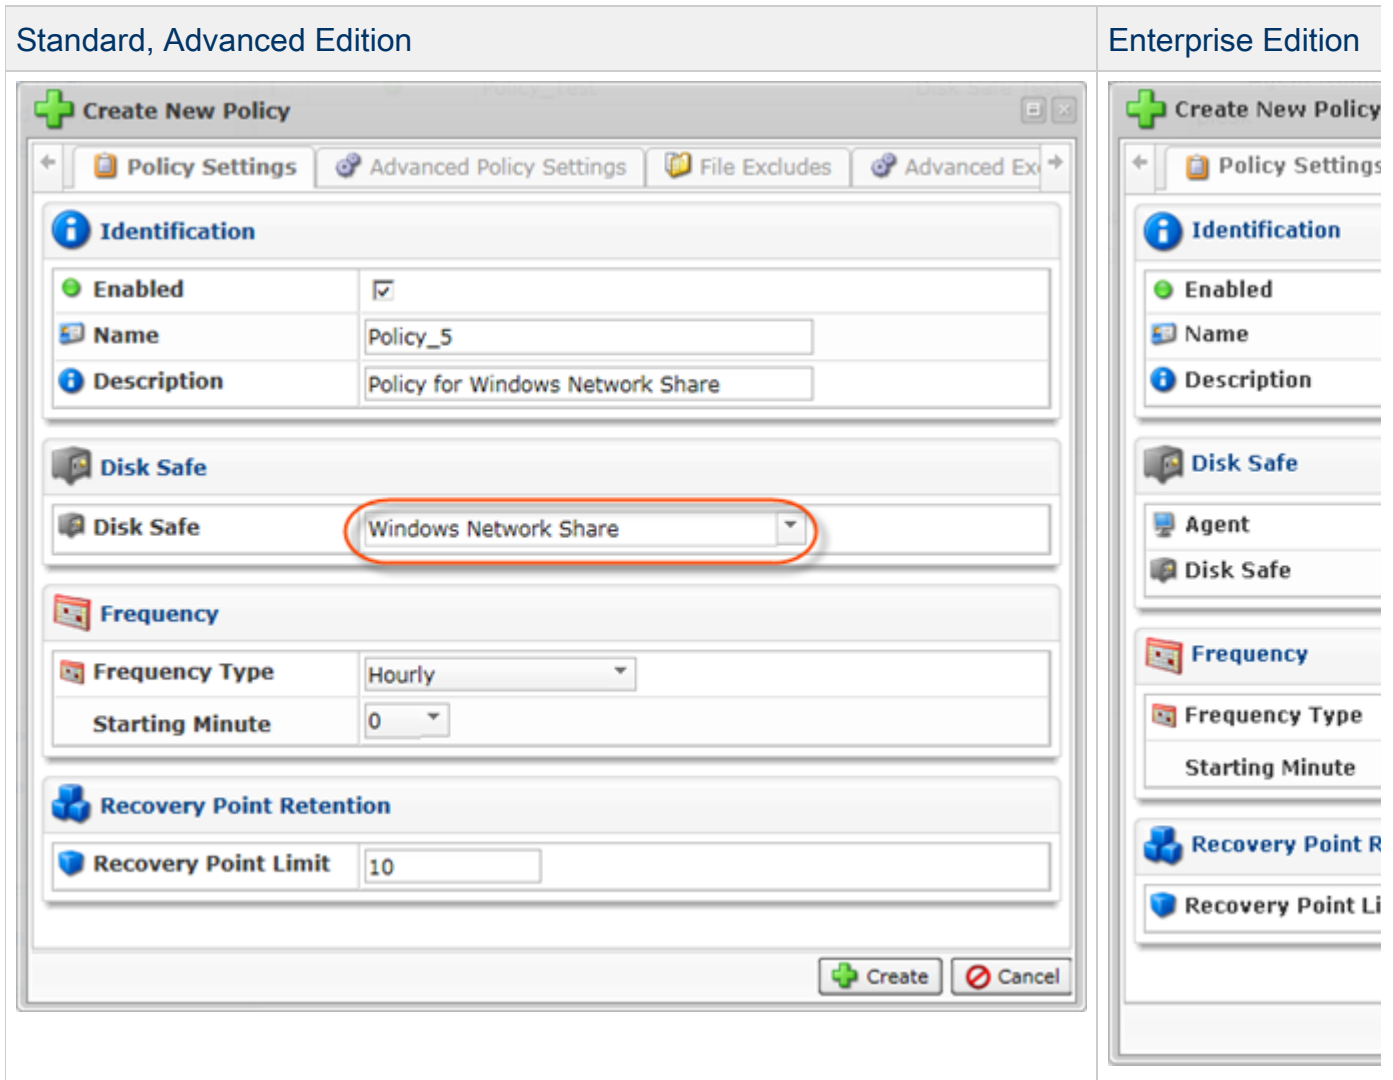 Standard, Advanced Edition
Create New Policy
Policy Settings
Advanced Policy Settings
File Excludes
Advanced Ex
Identification
Enabled
Name
Policy_5
Description
Policy for Windows Network Share
Disk Safe
Disk Safe
Windows Network Share
Frequency
Frequency Type
Hourly
Starting Minute
0
Recovery Point Retention
Recovery Point Limit
10
Create
Cancel
Enterprise Edition
Create New Policy
Policy Settings
Identification
Enabled
Name
Description
Disk Safe
Agent
Disk Safe
Frequency
Frequency Type
Starting Minute
Recovery Point R
Recovery Point Li